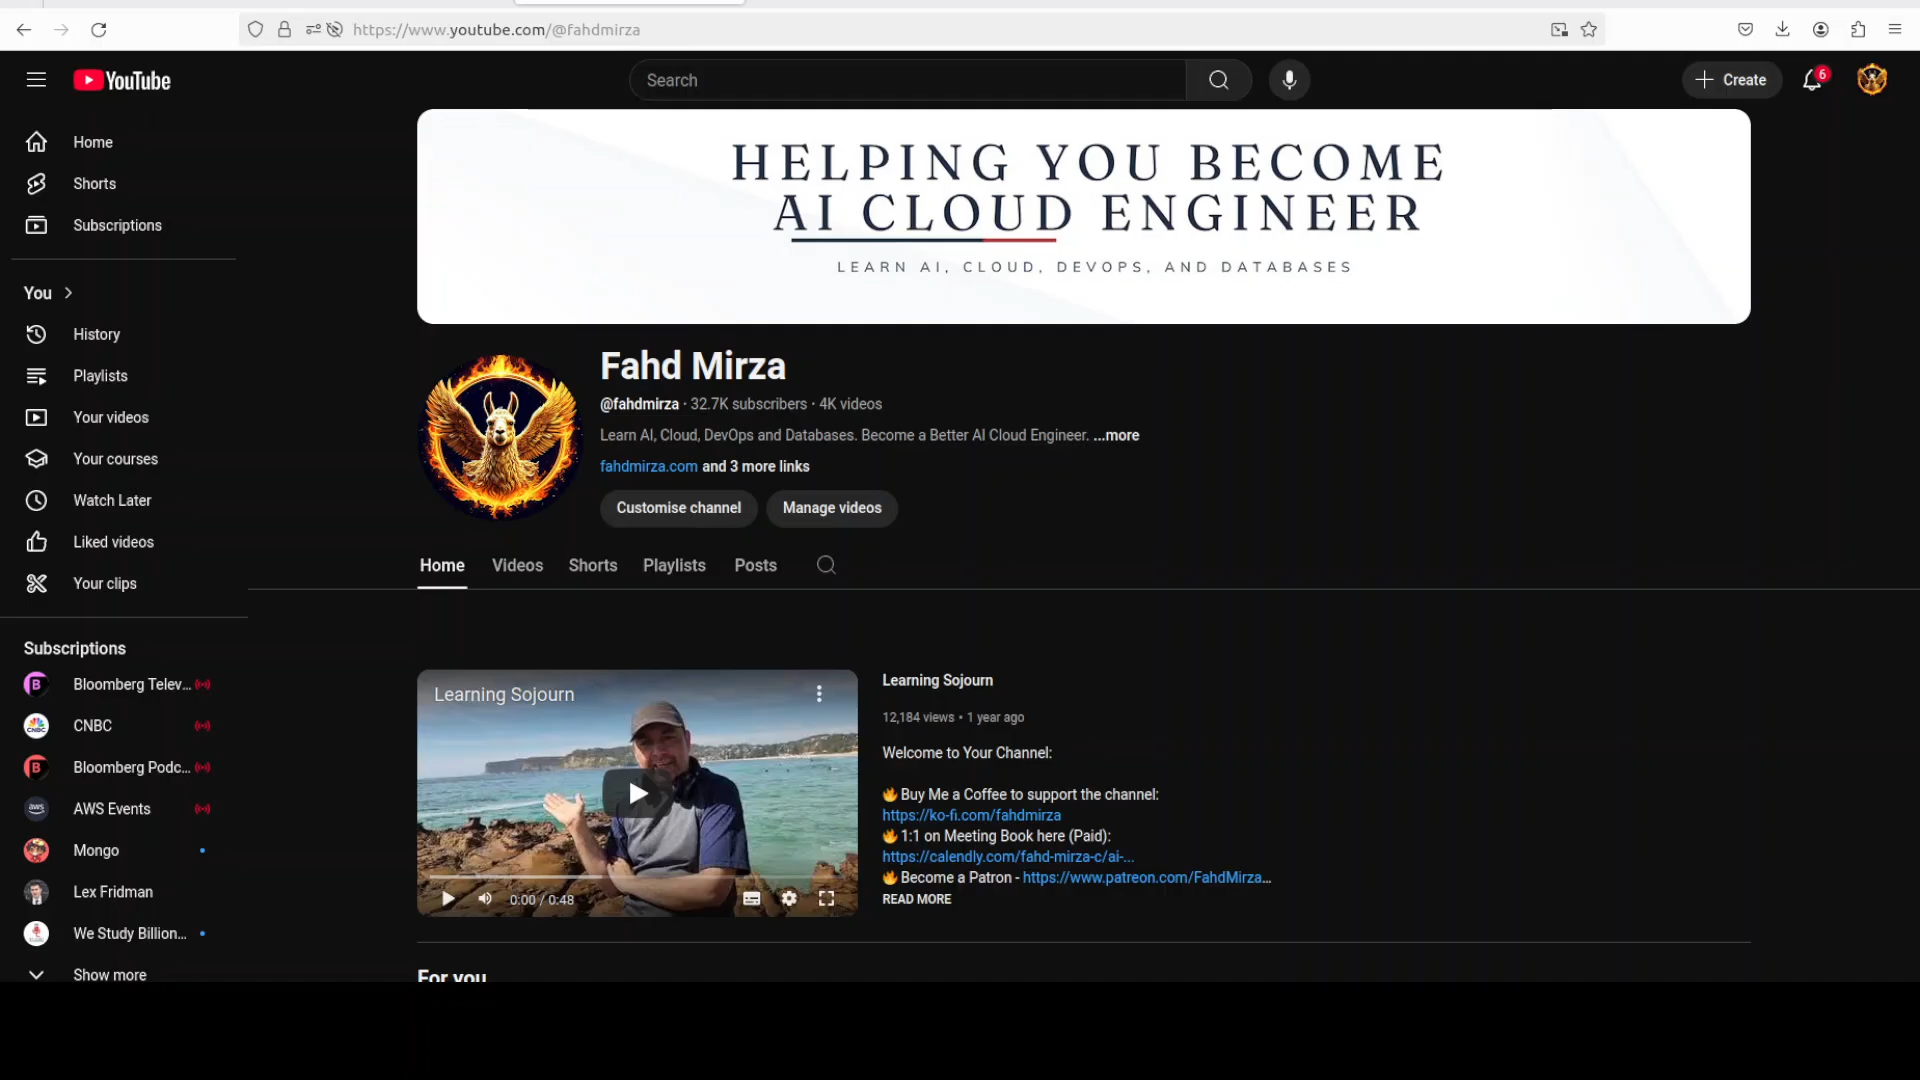 https://www.youtube.com/@fahdmirza
YouTube
Search
Create
6
Home
Shorts
Subscriptions
You
History
Playlists
Your videos
Your courses
Watch Later
Liked videos
Your clips
Subscriptions
Bloomberg Telev...
CNBC
Bloomberg Podc...
AWS Events
Mongo
Lex Fridman
We Study Billion...
Show more
HELPING YOU BECOME
AI CLOUD ENGINEER
LEARN AI, CLOUD, DEVOPS, AND DATABASES
Fahd Mirza
@fahdmirza · 32.7K subscribers · 4K videos
Learn AI, Cloud, DevOps and Databases. Become a Better AI Cloud Engineer. ...more
fahdmirza.com and 3 more links
Customise channel Manage videos
Home Videos Shorts Playlists Posts
Learning Sojourn
0:00 / 0:48
Learning Sojourn
12,184 views • 1 year ago
Welcome to Your Channel:
🔥Buy Me a Coffee to support the channel:
https://ko-fi.com/fahdmirza
🔥1:1 on Meeting Book here (Paid):
https://calendly.com/fahd-mirza-c/ai-...
🔥Become a Patron - https://www.patreon.com/FahdMirza...
READ MORE
For you